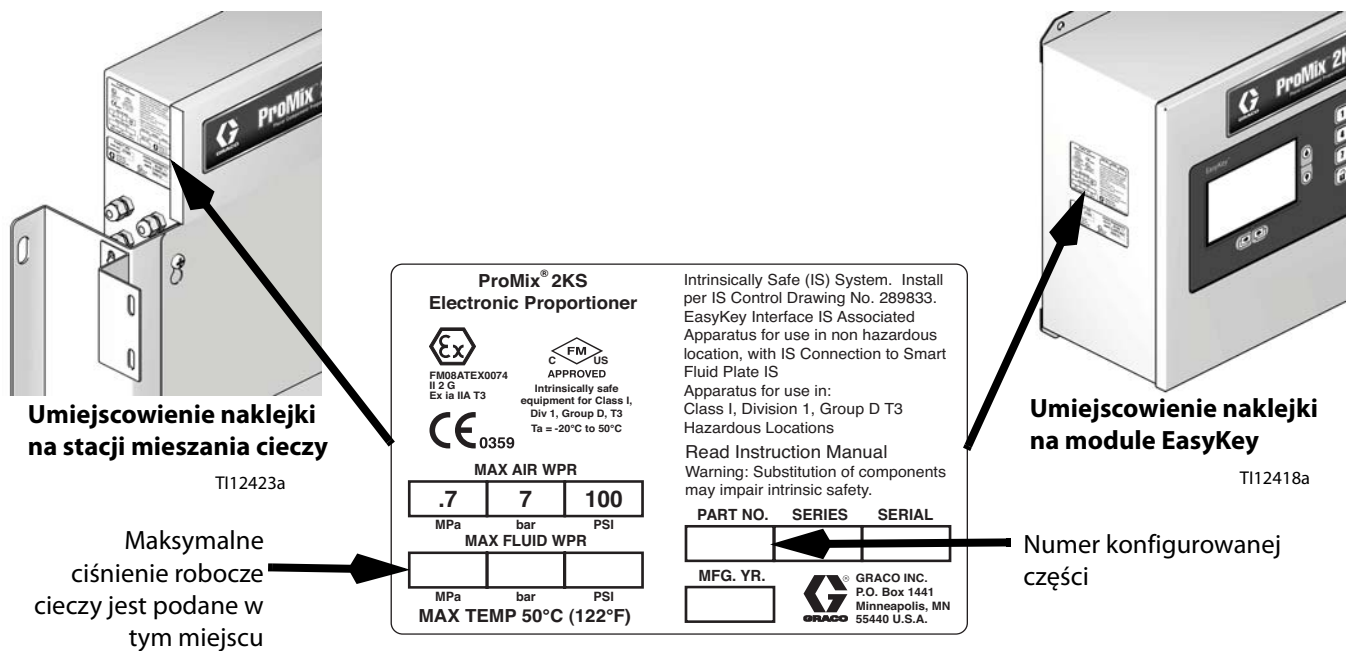 ProMix
GRACO
Umiejscowienie naklejki
na stacji mieszania cieczy
TI12423a
Maksymalne
ciśnienie robocze
cieczy jest podane w
tym miejscu
ProMix® 2KS
Electronic Proportioner
Ex
FM08ATEX0074
II 2 G
Ex ia IIA T3
C FM US
APPROVED
Intrinsically safe
equipment for Class I,
Div 1, Group D, T3
Ta = -20°C to 50°C
CE 0359
MAX AIR WPR
.7 7 100
MPa bar PSI
MAX FLUID WPR
MPa bar PSI
MAX TEMP 50°C (122°F)
Intrinsically Safe (IS) System. Install
per IS Control Drawing No. 289833.
EasyKey Interface IS Associated
Apparatus for use in non hazardous
location, with IS Connection to Smart
Fluid Plate IS
Apparatus for use in:
Class I, Division 1, Group D T3
Hazardous Locations
Read Instruction Manual
Warning: Substitution of components
may impair intrinsic safety.
PART NO. SERIES SERIAL
MFG. YR.
GRACO
®
GRACO INC.
P.O. Box 1441
Minneapolis, MN
55440 U.S.A.
ProMix 2K
GRACO
EasyKey
1
4
7
Umiejscowienie naklejki
na module EasyKey
TI12418a
Numer konfigurowanej
części